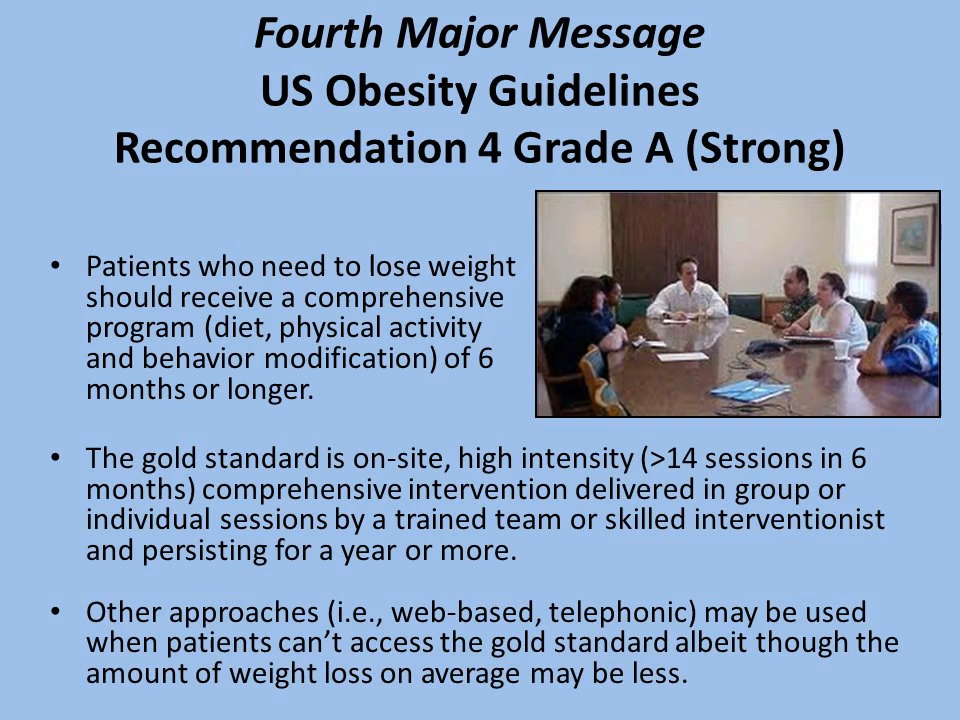 Fourth Major Message
US Obesity Guidelines
Recommendation 4 Grade A (Strong)
• Patients who need to lose weight
should receive a comprehensive
program (diet, physical activity
and behavior modification) of 6
months or longer.
• The gold standard is on-site, high intensity (>14 sessions in 6
months) comprehensive intervention delivered in group or
individual sessions by a trained team or skilled interventionist
and persisting for a year or more.
• Other approaches (i.e., web-based, telephonic) may be used
when patients can’t access the gold standard albeit though the
amount of weight loss on average may be less.